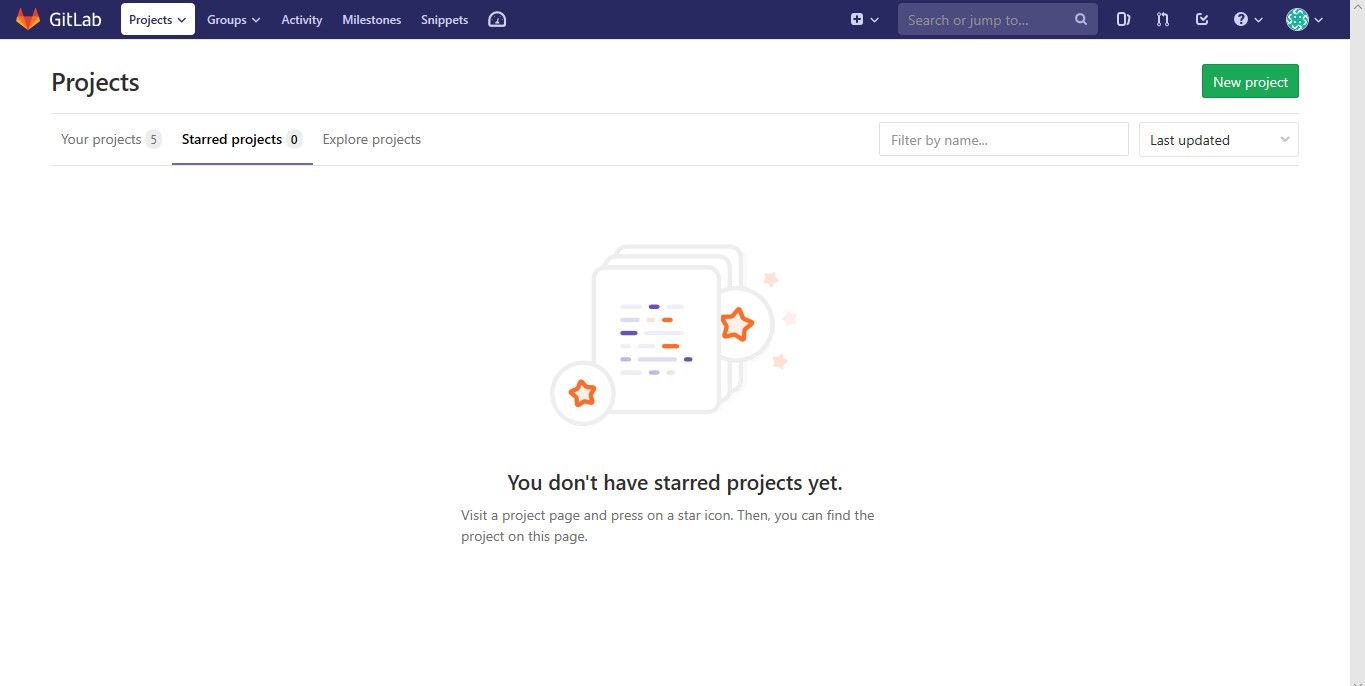 GitLab Projects Groups Activity Milestones Snippets Search or jump to...
Projects
New project
Your projects 5 Starred projects 0 Explore projects Filter by name... Last updated
You don't have starred projects yet.
Visit a project page and press on a star icon. Then, you can find the
project on this page.